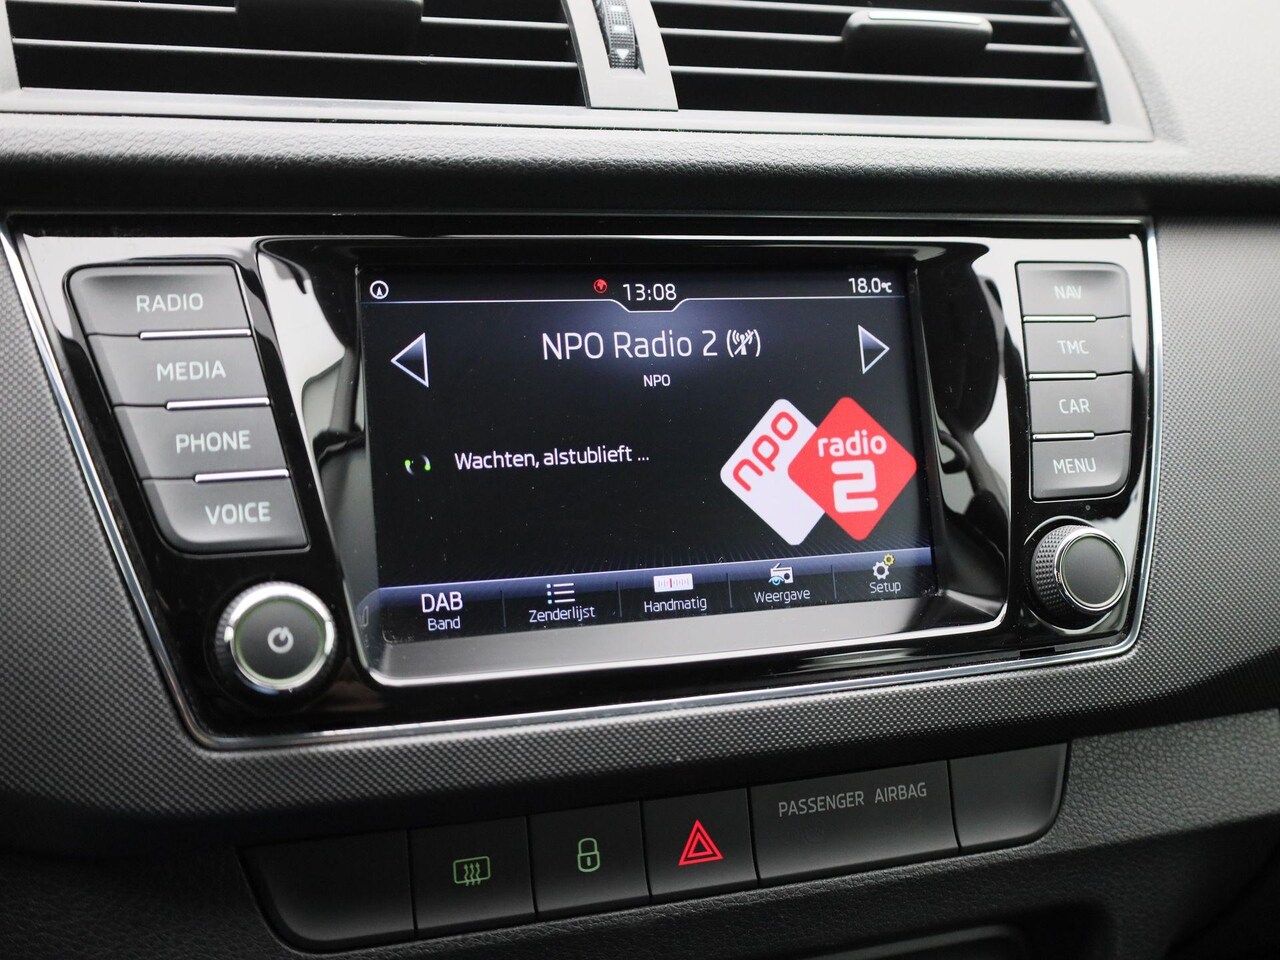 13:08
18.0°C
NPO Radio 2
NPO
Wachten, alstublieft ...
npo
radio
2
DAB
Band
Zenderlijst
Handmatig
Weergave
Setup
RADIO
MEDIA
PHONE
VOICE
NAV
TMC
CAR
MENU
PASSENGER AIRBAG